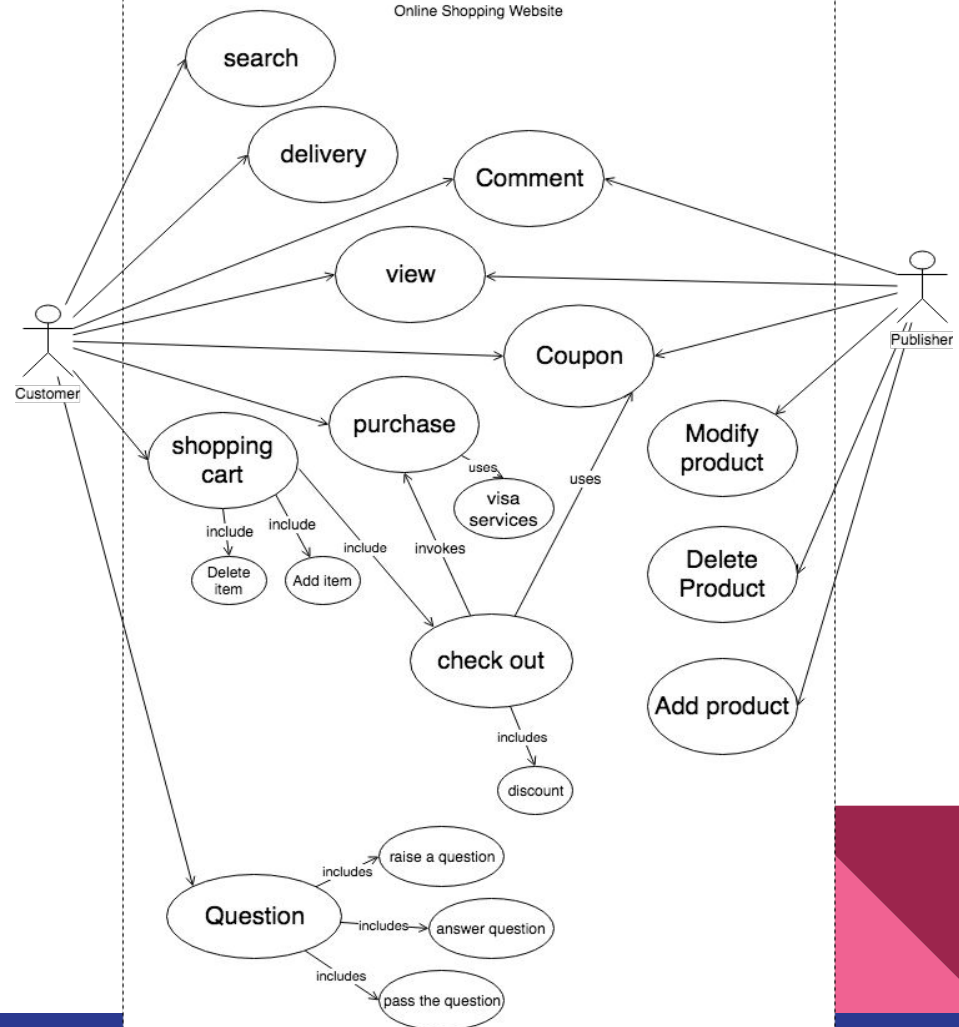 Online Shopping Website
search
delivery
Comment
view
Publisher
Coupon
Customer
purchase
shopping
cart
Modify
product
uses
uses
visa
services
include
include
include
invokes
Delete
item
Add item
Delete
Product
check out
Add product
includes
discount
raise a question
includes
Question
includes
answer question
includes
pass the question